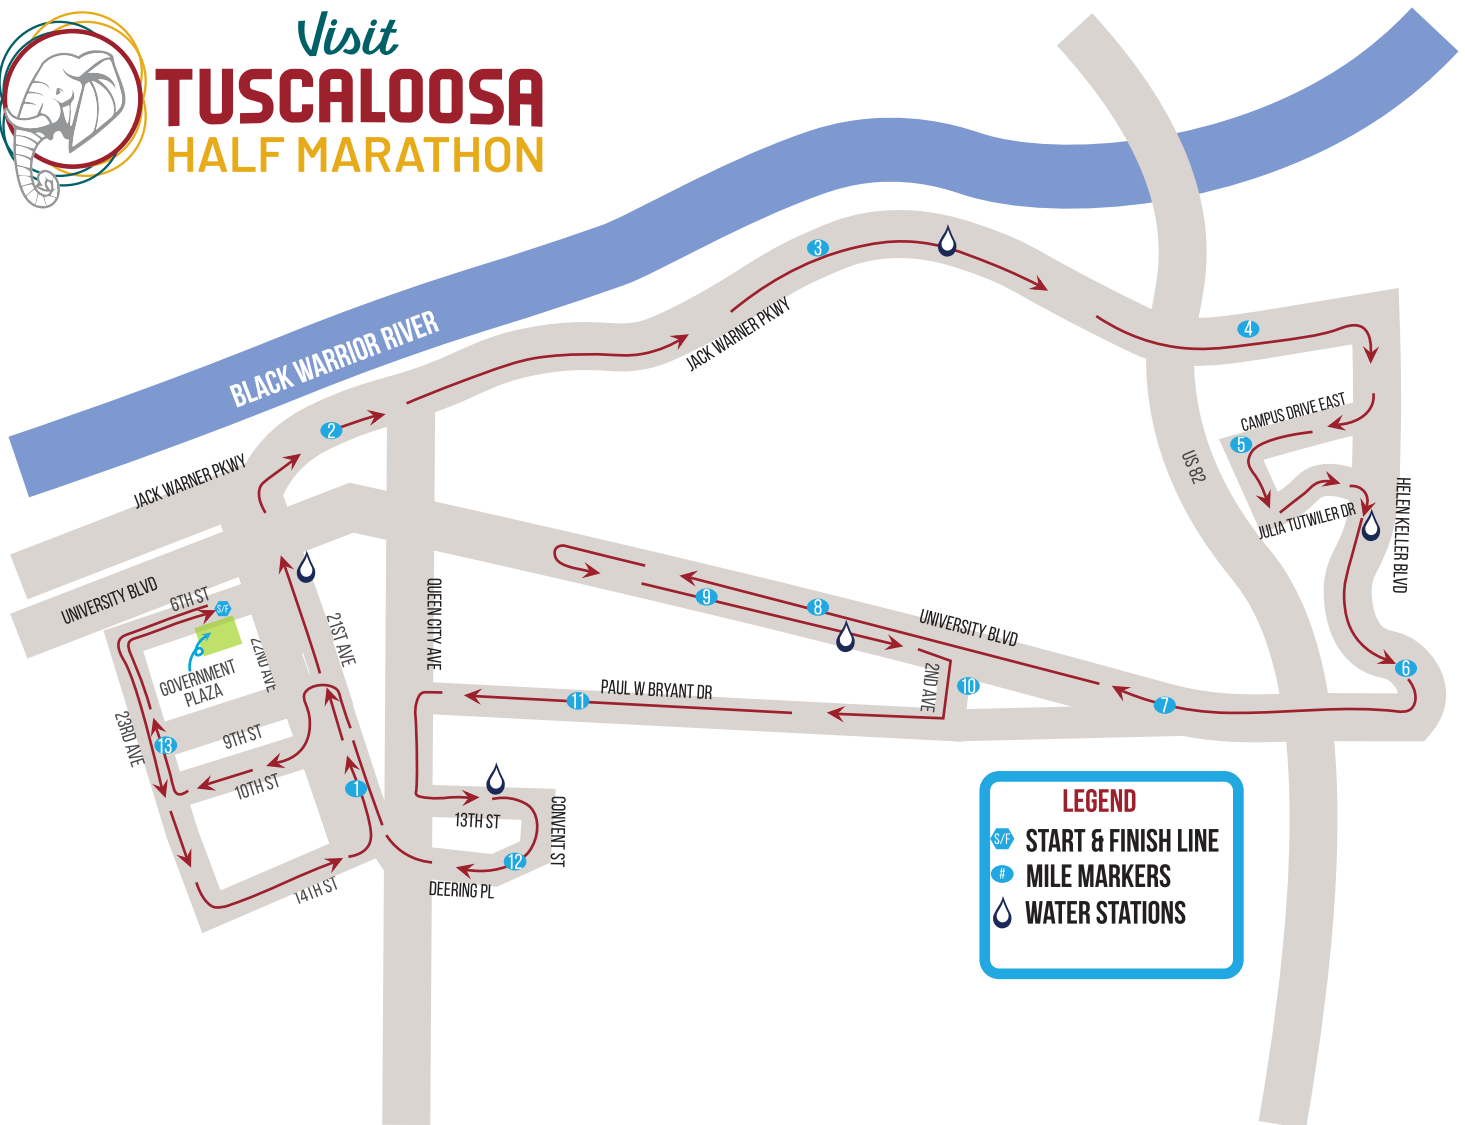 Visit
TUSCALOOSA
HALF MARATHON
BLACK WARRIOR RIVER
3
JACK WARNER PKWY
4
2
JACK WARNER PKWY
CAMPUS DRIVE EAST
5
US 82
HELEN KELLER BLVD
JULIA TUTWILER DR
UNIVERSITY BLVD
6TH ST
S/F
GOVERNMENT
PLAZA
22ND AVE
21ST AVE
QUEEN CITY AVE
9
8
UNIVERSITY BLVD
2ND AVE
10
6
7
PAUL W BRYANT DR
11
23RD AVE
13
9TH ST
10TH ST
1
13TH ST
CONVENT ST
12
DEERING PL
14TH ST
LEGEND
S/F START & FINISH LINE
# MILE MARKERS
WATER STATIONS